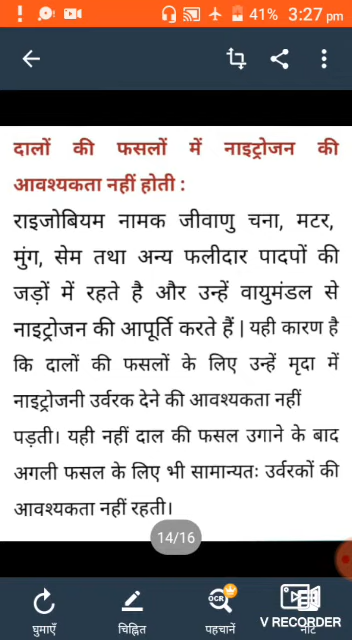 41% 3:27 pm
दालों की फसलों में नाइट्रोजन की
आवश्यकता नहीं होती :
राइजोबियम नामक जीवाणु चना, मटर,
मुंग, सेम तथा अन्य फलीदार पादपों की
जड़ों में रहते है और उन्हें वायुमंडल से
नाइट्रोजन की आपूर्ति करते हैं | यही कारण है
कि दालों की फसलों के लिए उन्हें मृदा में
नाइट्रोजनी उर्वरक देने की आवश्यकता नहीं
पड़ती। यही नहीं दाल की फसल उगाने के बाद
अगली फसल के लिए भी सामान्यतः उर्वरकों की
आवश्यकता नहीं रहती।
14/16
OCR
V RECORDER
घुमाएँ चिह्नित पहचानें नोट